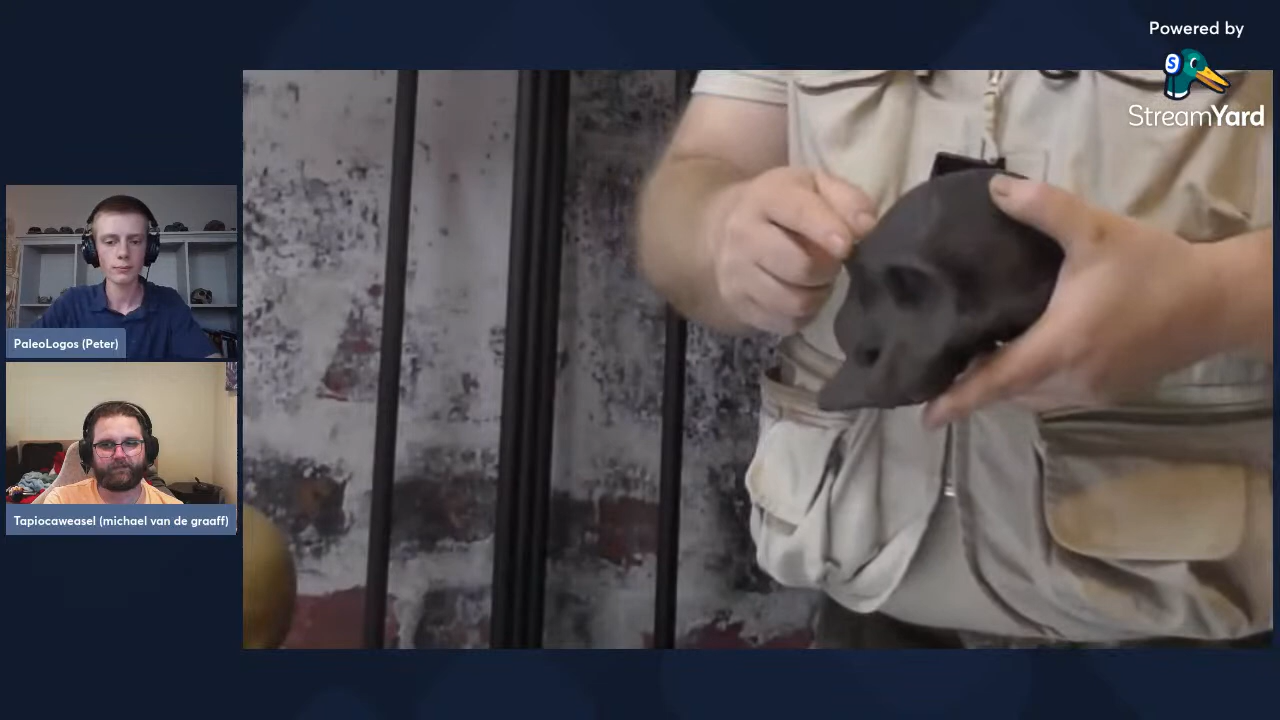 Powered by
S
StreamYard
PaleoLogos (Peter)
Tapiocaweasel (michael van de graaff)